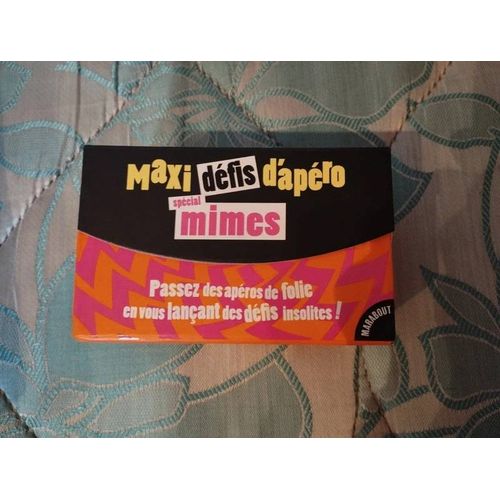 Maxi défis d'apéro
spécial
mimes
Passez des apéros de folie
en vous lançant des défis insolites !
MARABOUT